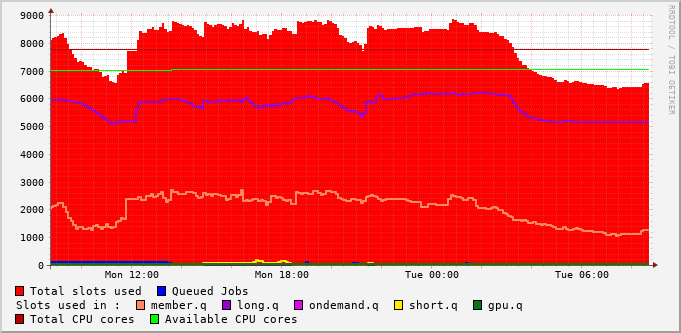 9000
8000
7000
6000
5000
4000
3000
2000
1000
0
Mon 12:00 Mon 18:00 Tue 00:00 Tue 06:00
RRDTOOL / TOBI OETIKER
Total slots used Queued Jobs
Slots used in : member.q long.q ondemand.q short.q gpu.q
Total CPU cores Available CPU cores